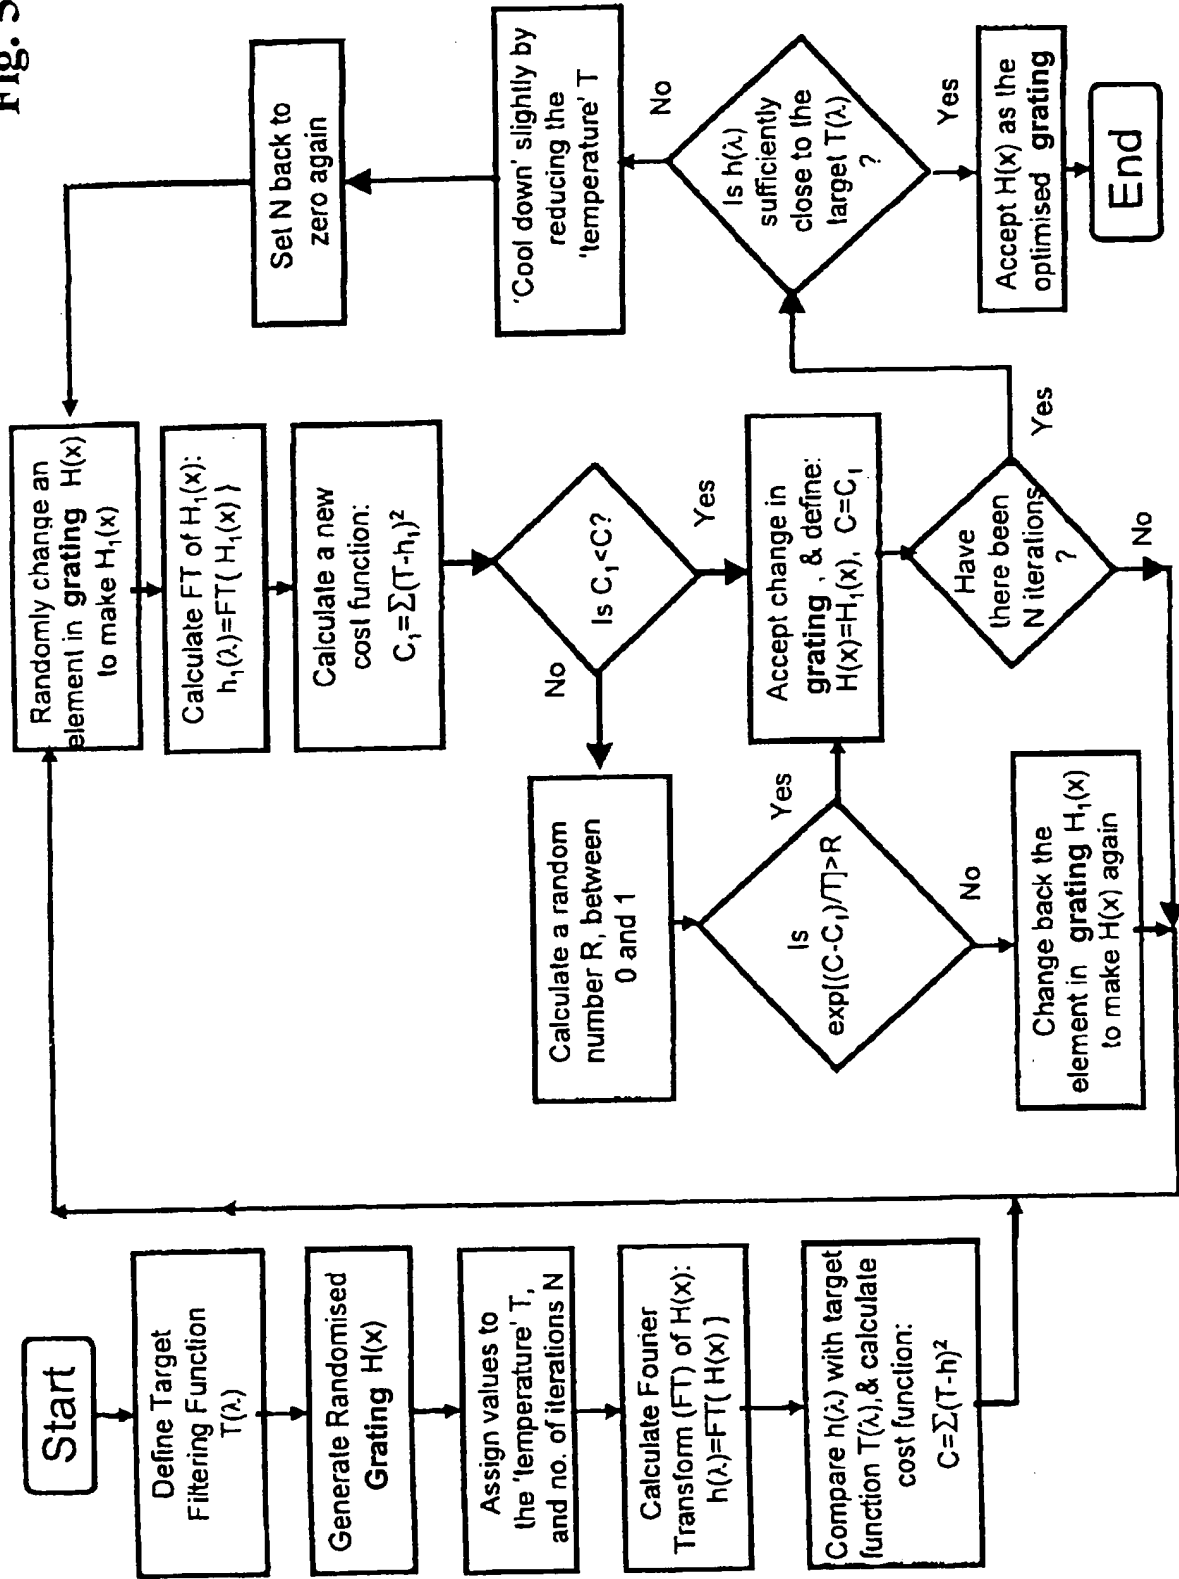 Fig. 5
Start
Define Target
Filtering Function
T(λ)
Generate Randomised
Grating H(x)
Assign values to
the 'temperature' T,
and no. of iterations N
Calculate Fourier
Transform (FT) of H(x):
h(λ)=FT{ H(x) }
Compare h(λ) with target
function T(λ),& calculate
cost function:
C=Σ(T-h)²
Randomly change an
element in grating H(x)
to make H₁(x)
Calculate FT of H₁(x):
h₁(λ)=FT{ H₁(x) }
Calculate a new
cost function:
C₁=Σ(T-h₁)²
Is C₁<C?
No
Yes
Calculate a random
number R, between
0 and 1
Is
exp[(C-C₁)/T]>R
Yes
No
Change back the
element in grating H₁(x)
to make H(x) again
Accept change in
grating , & define:
H(x)=H₁(x), C=C₁
Have
there been
N iterations
?
No
Yes
Is h(λ)
sufficiently
close to the
target T(λ)
?
No
Yes
'Cool down' slightly by
reducing the
'temperature' T
Set N back to
zero again
Accept H(x) as the
optimised grating
End